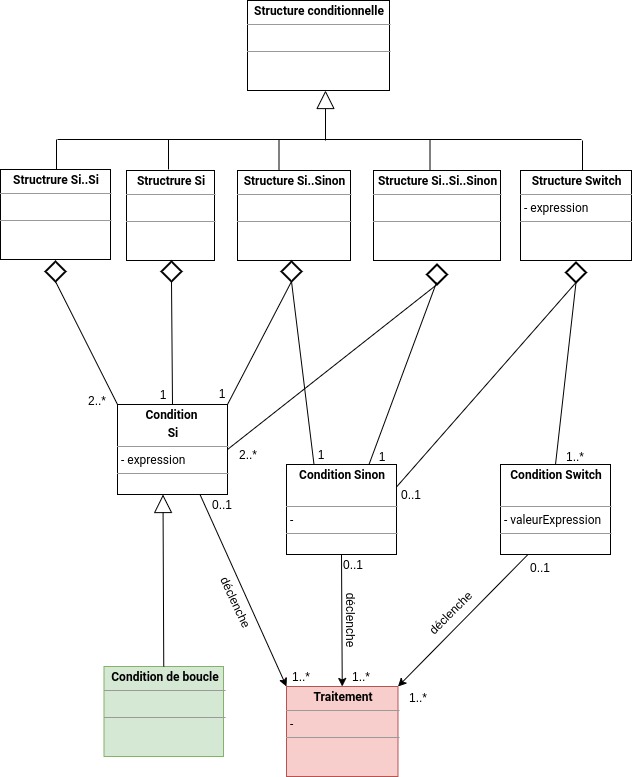 Structure conditionnelle
Structrure Si..Si
Structrure Si
Structure Si..Sinon
Structure Si..Si..Sinon
Structure Switch
- expression
2..*
1
1
Condition
Si
- expression
2..*
1
1
0..1
1..*
Condition Sinon
-
Condition Switch
- valeurExpression
0..1
0..1
0..1
déclenche
déclenche
déclenche
Condition de boucle
1..*
1..*
1..*
Traitement
-